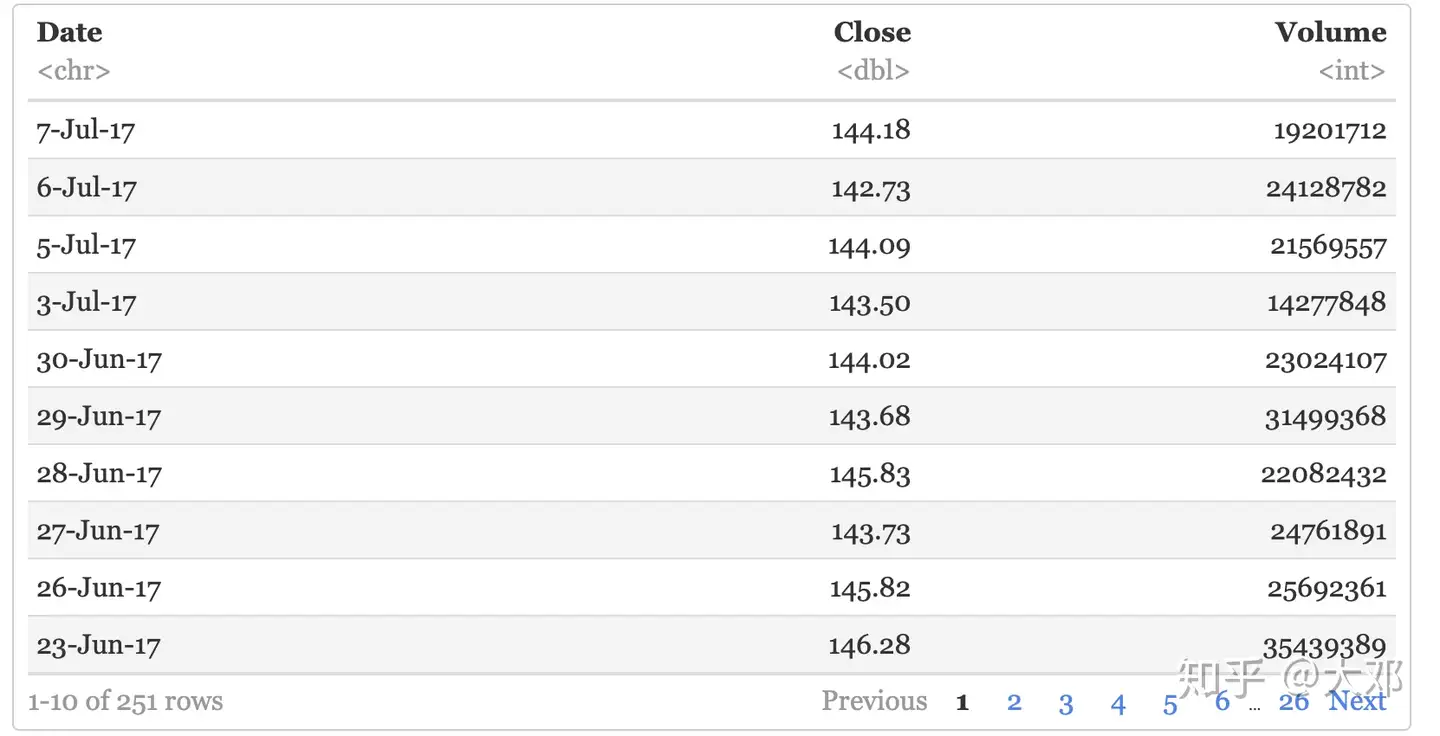 Date Close Volume
<chr> <dbl> <int>
7-Jul-17 144.18 19201712
6-Jul-17 142.73 24128782
5-Jul-17 144.09 21569557
3-Jul-17 143.50 14277848
30-Jun-17 144.02 23024107
29-Jun-17 143.68 31499368
28-Jun-17 145.83 22082432
27-Jun-17 143.73 24761891
26-Jun-17 145.82 25692361
23-Jun-17 146.28 35439389
知乎 @大邓
1-10 of 251 rows Previous 1 2 3 4 5 6 ... 26 Next